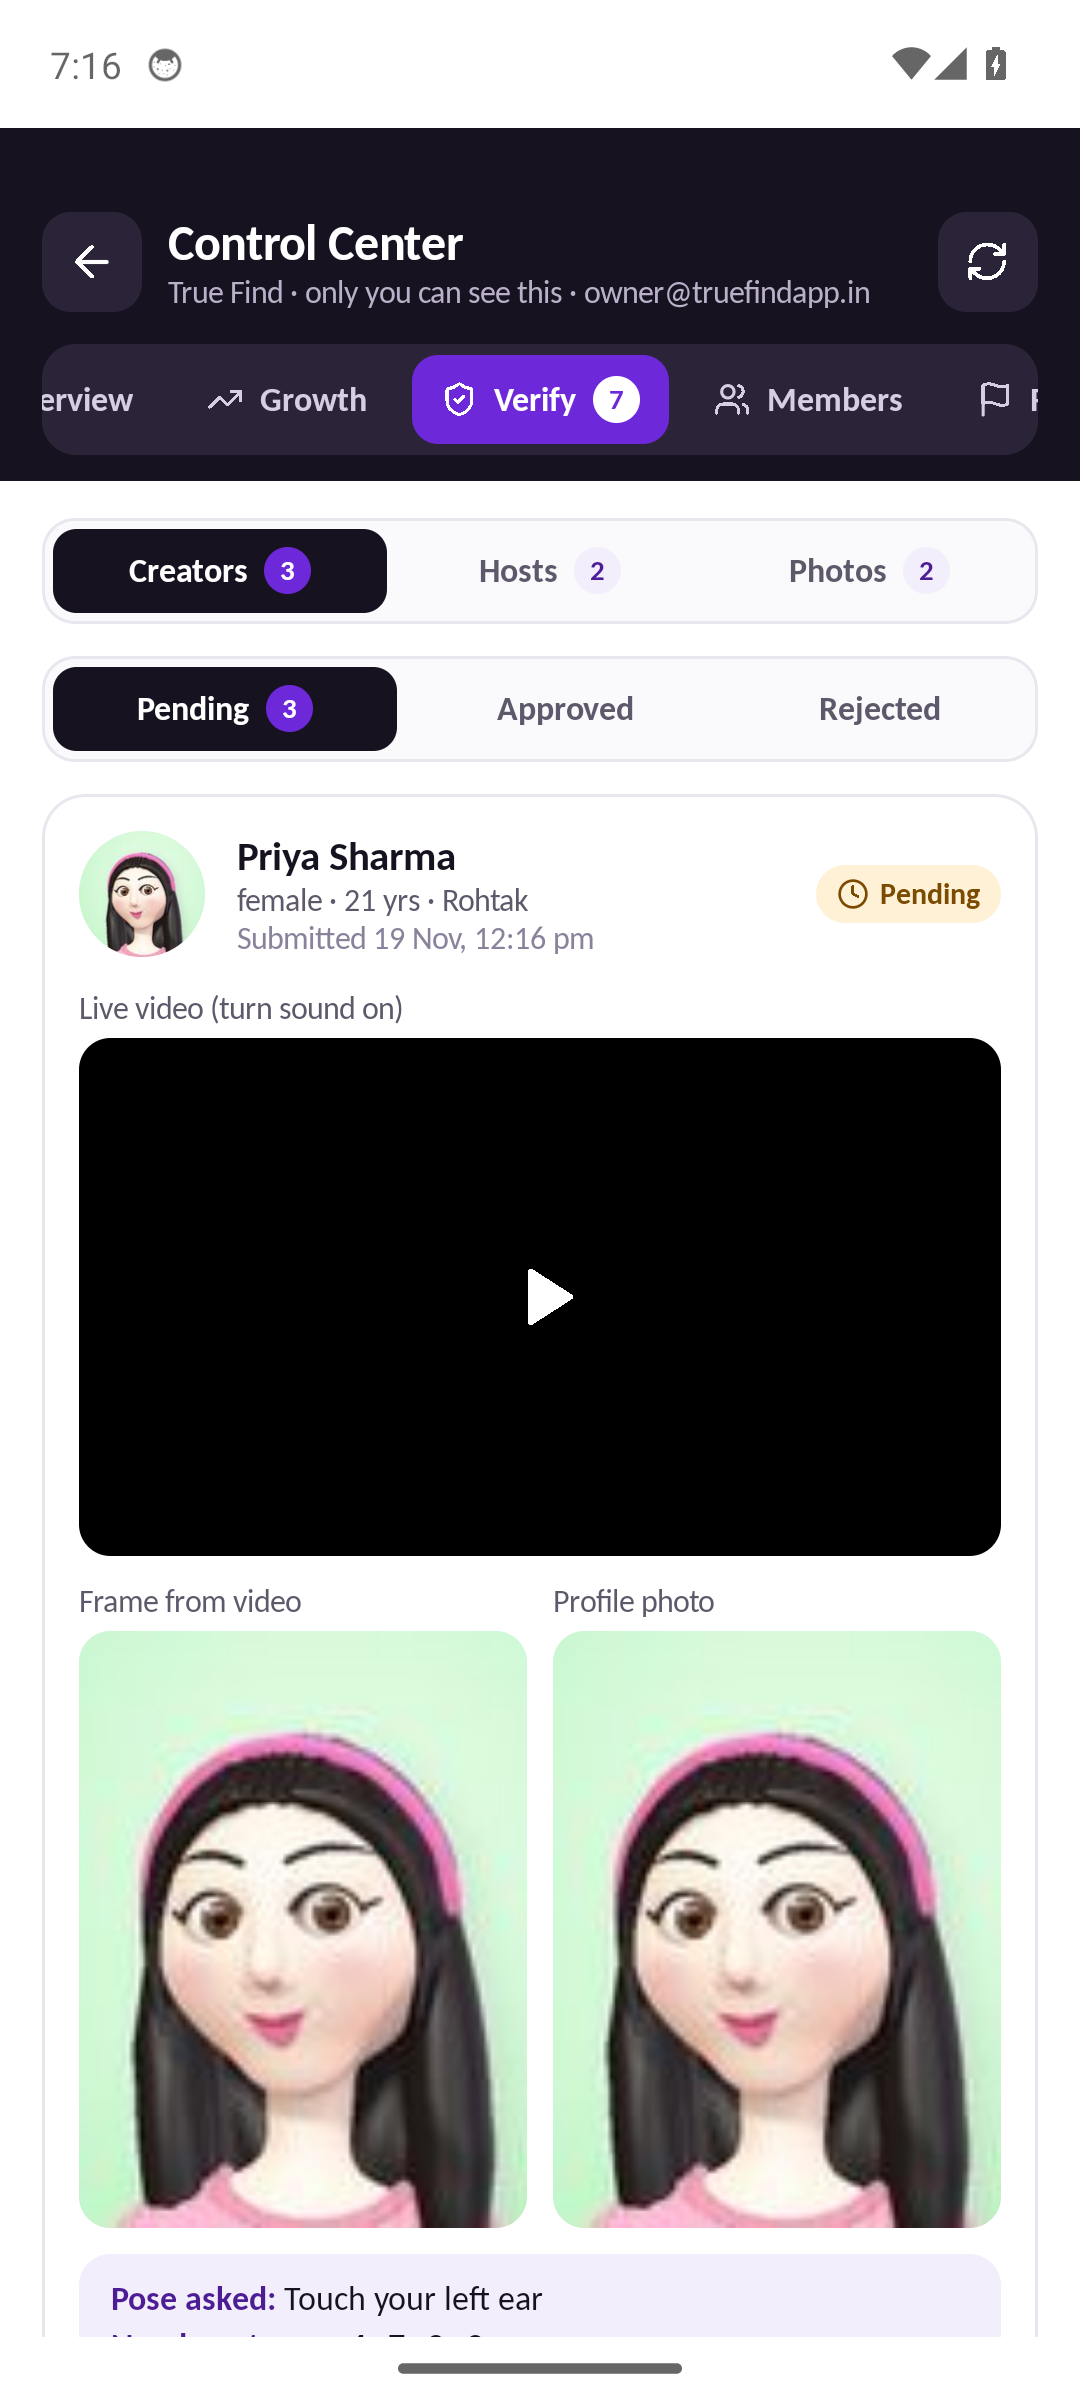 7:16
Control Center
True Find · only you can see this · owner@truefindapp.in
erview Growth Verify 7 Members
Creators 3 Hosts 2 Photos 2
Pending 3 Approved Rejected
Priya Sharma
female · 21 yrs · Rohtak
Submitted 19 Nov, 12:16 pm
Pending
Live video (turn sound on)
Frame from video Profile photo
Pose asked: Touch your left ear